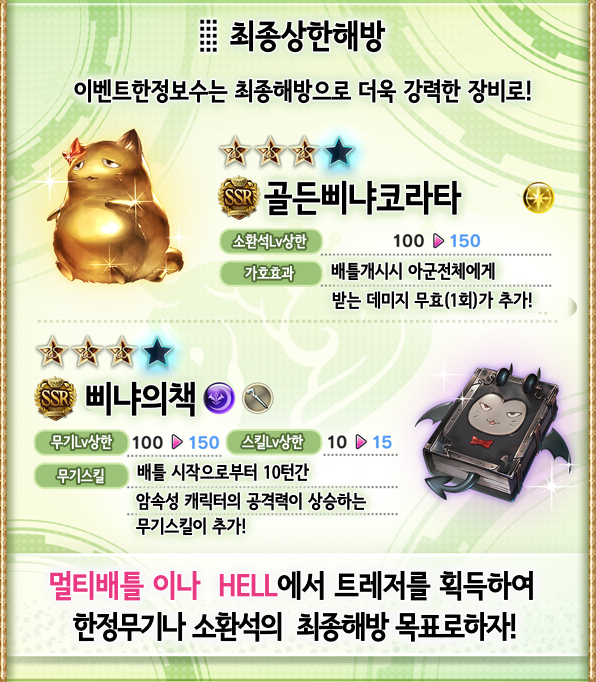 최종상한해방
이벤트한정보수는 최종해방으로 더욱 강력한 장비로!
SSR 골든삐냐코라타
소환석Lv상한 100 150
가호효과 배틀개시시 아군전체에게
받는 데미지 무효(1회)가 추가!
SSR 삐냐의책
무기Lv상한 100 150 스킬Lv상한 10 15
무기스킬 배틀 시작으로부터 10턴간
암속성 캐릭터의 공격력이 상승하는
무기스킬이 추가!
멀티배틀 이나 HELL에서 트레저를 획득하여
한정무기나 소환석의 최종해방 목표로하자!